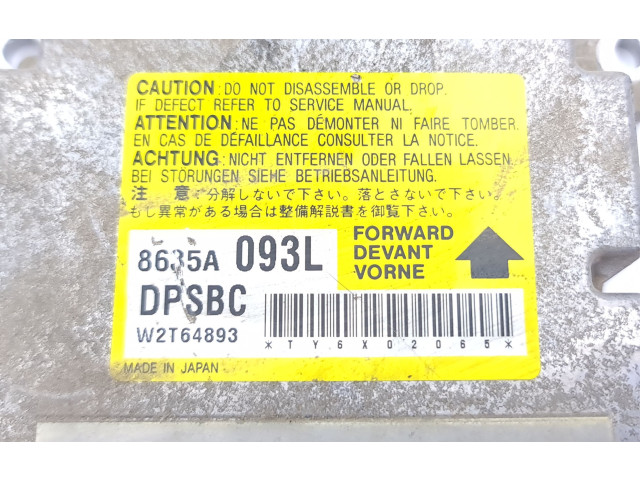 CAUTION:DO NOT DISASSEMBLE OR DROP.
IF DEFECT REFER TO SERVICE MANUAL.
ATTENTION:NE PAS DÉMONTER NI FAIRE TOMBER.
EN CAS DE DÉFAILLANCE CONSULTER LA NOTICE.
ACHTUNG:NICHT ENTFERNEN ODER FALLEN LASSEN.
BEI STÖRUNGEN SIEHE BETRIEBSANLEITUNG.
注 意:分解しないで下さい。落とさないで下さい。
もし異常がある場合は整備解説書を御覧下さい。
8635A 093L
DPSBC
W2T64893
FORWARD
DEVANT
VORNE
*TY6X02065*
MADE IN JAPAN